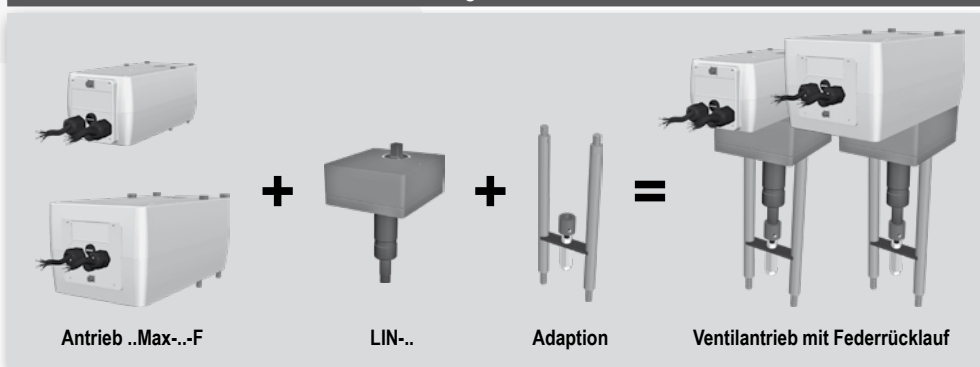 Antrieb ..Max-..-F
LIN-..
Adaption
Ventilantrieb mit Federrücklauf